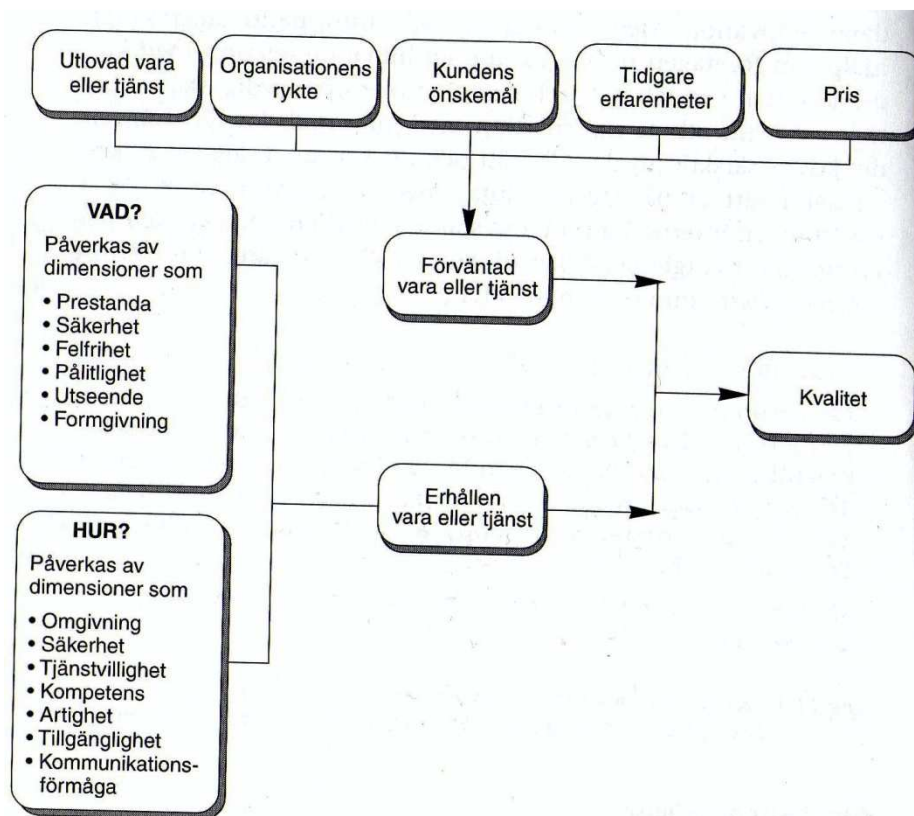 Utlovad vara
eller tjänst
Organisationens
rykte
Kundens
önskemål
Tidigare
erfarenheter
Pris
VAD?
Påverkas av
dimensioner som
• Prestanda
• Säkerhet
• Felfrihet
• Pålitlighet
• Utseende
• Formgivning
Förväntad
vara eller tjänst
Kvalitet
Erhållen
vara eller tjänst
HUR?
Påverkas av
dimensioner som
• Omgivning
• Säkerhet
• Tjänstvillighet
• Kompetens
• Artighet
• Tillgänglighet
• Kommunikations-
förmåga